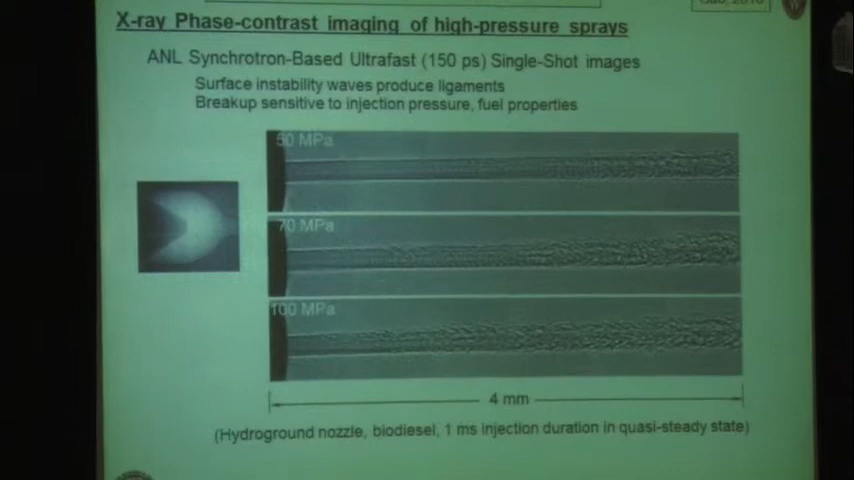 X-ray Phase-contrast imaging of high-pressure sprays
ANL Synchrotron-Based Ultrafast (150 ps) Single-Shot images
Surface instability waves produce ligaments
Breakup sensitive to injection pressure, fuel properties
50 MPa
70 MPa
100 MPa
4 mm
(Hydroground nozzle, biodiesel, 1 ms injection duration in quasi-steady state)